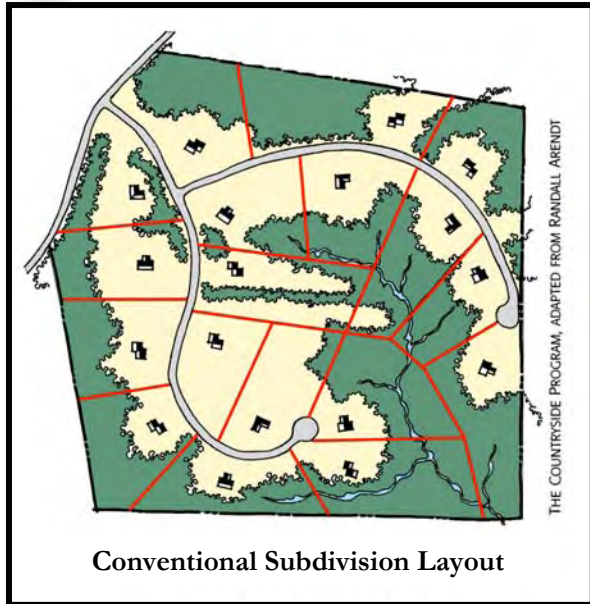 THE COUNTRYSIDE PROGRAM, ADAPTED FROM RANDALL ARENDT
Conventional Subdivision Layout